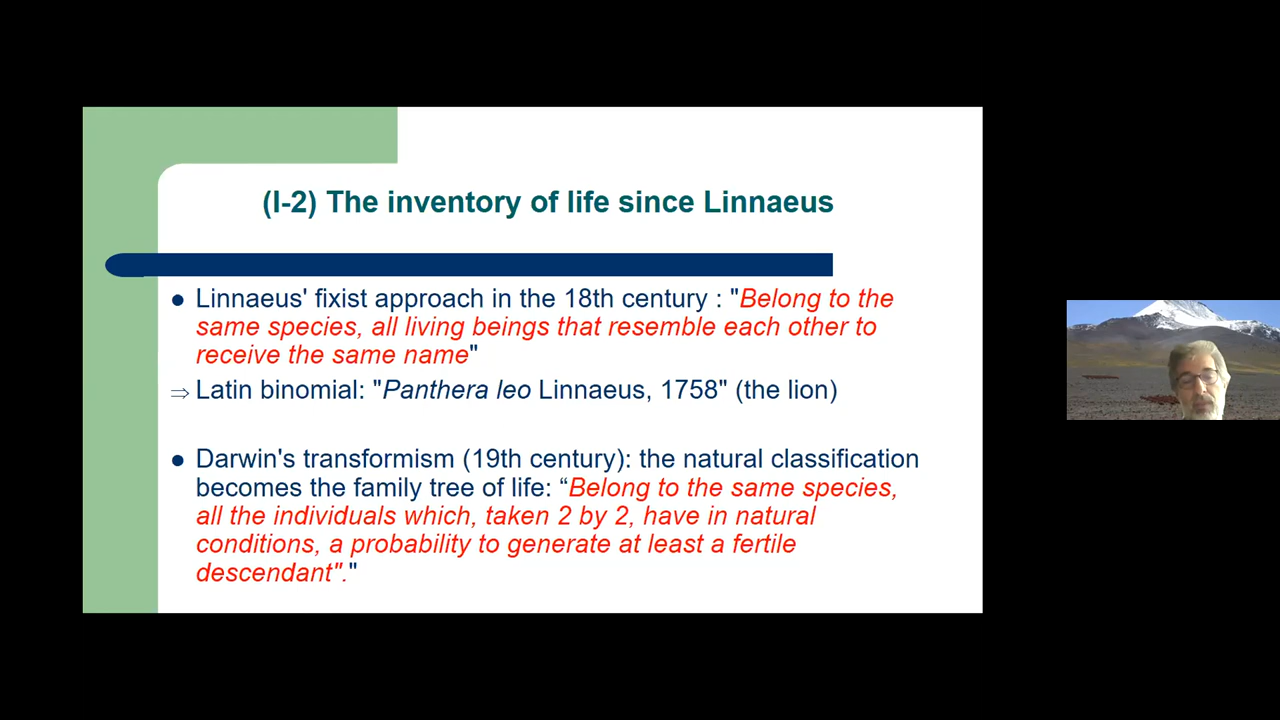 (I-2) The inventory of life since Linnaeus
● Linnaeus' fixist approach in the 18th century : "Belong to the
same species, all living beings that resemble each other to
receive the same name"
⇒ Latin binomial: "Panthera leo Linnaeus, 1758" (the lion)
● Darwin's transformism (19th century): the natural classification
becomes the family tree of life: “Belong to the same species,
all the individuals which, taken 2 by 2, have in natural
conditions, a probability to generate at least a fertile
descendant"."